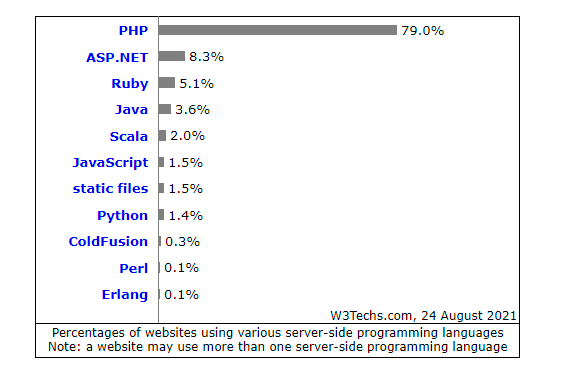 PHP 79.0%
ASP.NET 8.3%
Ruby 5.1%
Java 3.6%
Scala 2.0%
JavaScript 1.5%
static files 1.5%
Python 1.4%
ColdFusion 0.3%
Perl 0.1%
Erlang 0.1%
W3Techs.com, 24 August 2021
Percentages of websites using various server-side programming languages
Note: a website may use more than one server-side programming language